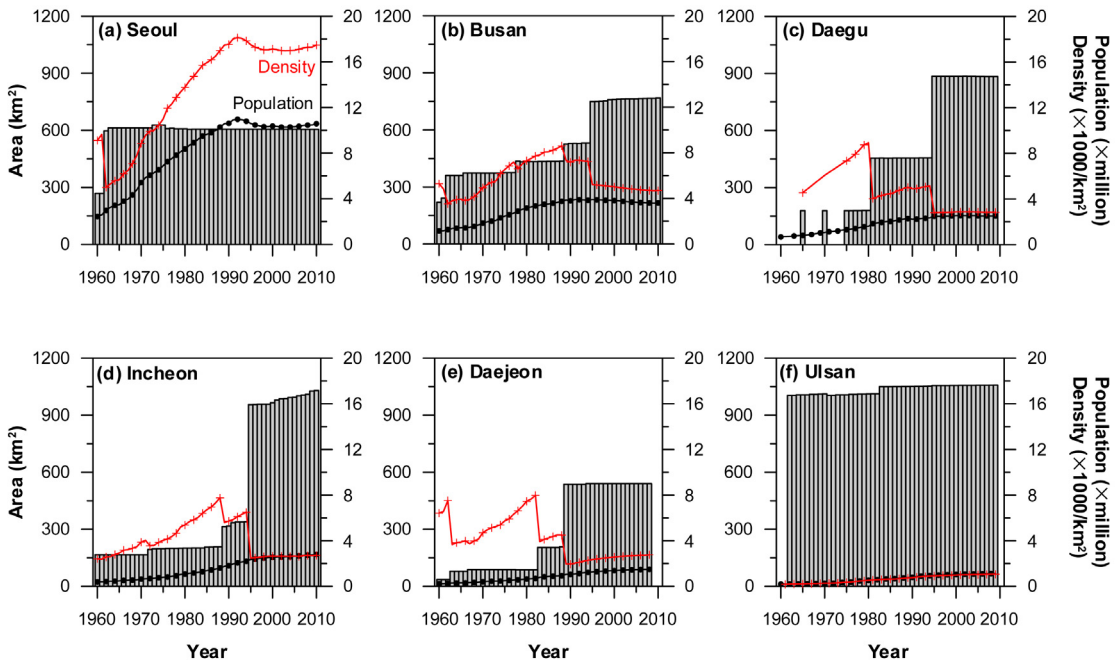 1200 20 1200 20 1200 20
(a) Seoul (b) Busan (c) Daegu
900 16 900 16 900 16
Density
Population
600 12 600 12 600 12
8 8 8
300 4 300 4 300 4
0 0 0 0 0 0
1960 1970 1980 1990 2000 2010 1960 1970 1980 1990 2000 2010 1960 1970 1980 1990 2000 2010
Area (km²)
Population (×million)
Density (×1000/km²)
1200 20 1200 20 1200 20
(d) Incheon (e) Daejeon (f) Ulsan
900 16 900 16 900 16
600 12 600 12 600 12
8 8 8
300 4 300 4 300 4
0 0 0 0 0 0
1960 1970 1980 1990 2000 2010 1960 1970 1980 1990 2000 2010 1960 1970 1980 1990 2000 2010
Area (km²)
Population (×million)
Density (×1000/km²)
Year Year Year